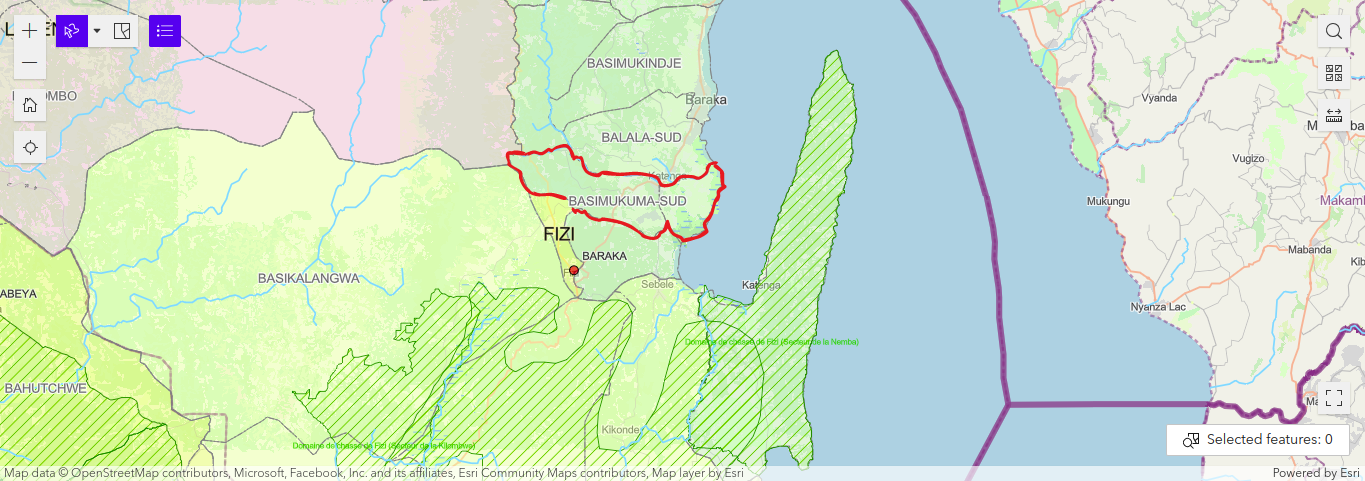 BASIMUKINDJE
OMBO
Baraka
Vyanda
BALALA-SUD
Vugizo
Katanga
BASIMUKUMA-SUD
Mukungu
Makamb
FIZI
BARAKA
Mabanda
BASIKALANGWA
Sebele
Katenga
Kib
ABEYA
Nyanza Lac
Domaine de chasse de Fizi (Secteur de la Nemba)
BAHUTCHWE
Kikonde
Domaine de chasse de Fizi (Secteur de la Kilombwe)
Selected features: 0
Map data © OpenStreetMap contributors, Microsoft, Facebook, Inc. and its affiliates, Esri Community Maps contributors, Map layer by Esri
Powered by Esri